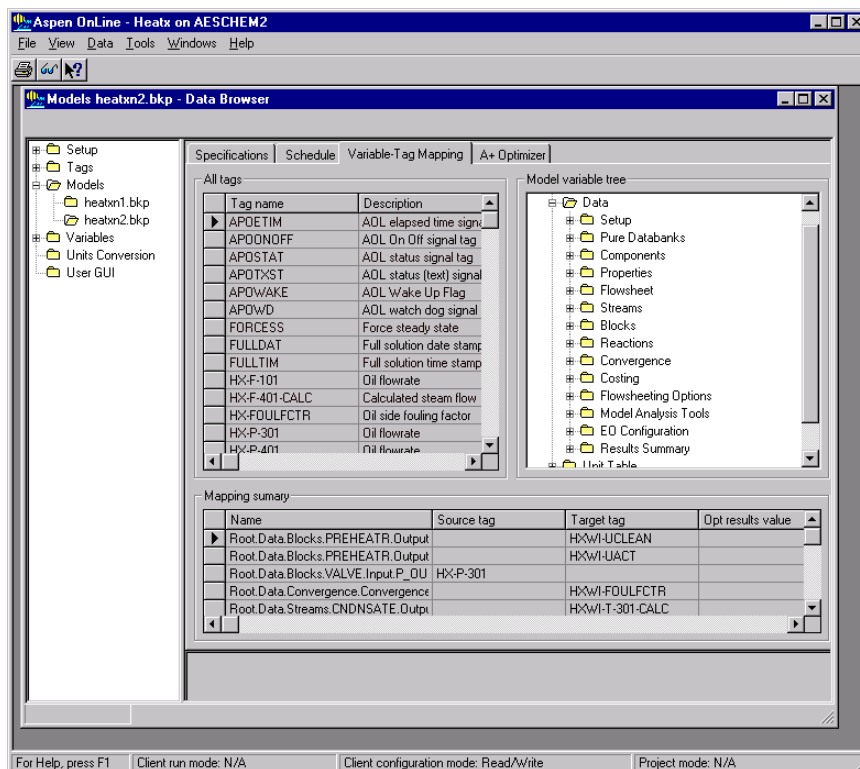 Aspen OnLine - Heatx on AESCHEM2
File View Data Tools Windows Help
Models heatxn2.bkp - Data Browser
Setup
Tags
Models
heatxn1.bkp
heatxn2.bkp
Variables
Units Conversion
User GUI
Specifications Schedule Variable-Tag Mapping A+ Optimizer
All tags
Tag name Description
APOETIM AOL elapsed time signa
APOONOFF AOL On Off signal tag
APOSTAT AOL status signal tag
APOTXST AOL status (text) signal
APOWAKE AOL Wake Up Flag
APOWD AOL watch dog signal
FORCESS Force steady state
FULLDAT Full solution date stamp
FULLTIM Full solution time stamp
HX-F-101 Oil flowrate
HX-F-401-CALC Calculated steam flow
HX-FOULFCTR Oil side fouling factor
HX-P-301 Oil flowrate
HX-P-401 Oil flowrate
Model variable tree
Data
Setup
Pure Databanks
Components
Properties
Flowsheet
Streams
Blocks
Reactions
Convergence
Costing
Flowsheeting Options
Model Analysis Tools
EO Configuration
Results Summary
Unit Table
Mapping sumary
Name Source tag Target tag Opt results value
Root.Data.Blocks.PREHEATR.Output HXWI-UCLEAN
Root.Data.Blocks.PREHEATR.Output HXWI-UACT
Root.Data.Blocks.VALVE.Input.P_OU HX-P-301
Root.Data.Convergence.Convergence HXWI-FOULFCTR
Root.Data.Streams.CNDNSATE.Outpu HXWI-T-301-CALC
For Help, press F1 Client run mode: N/A Client configuration mode: Read/Write Project mode: N/A